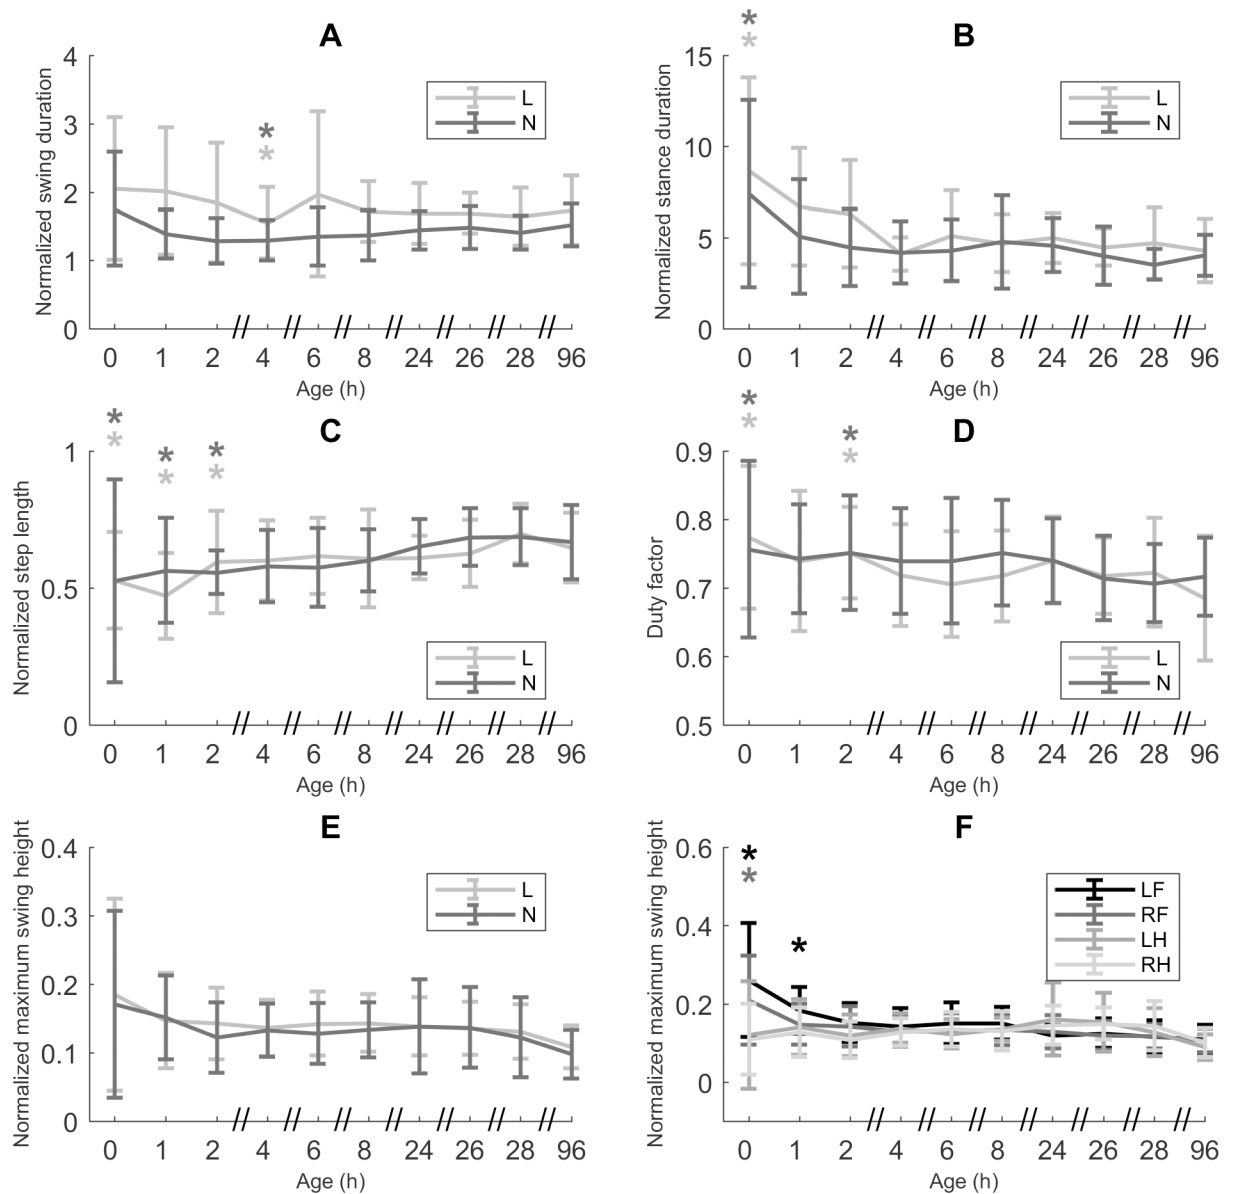 A
4
3
2
1
0
Normalized swing duration
*
*
L
N
0 1 2 4 6 8 24 26 28 96
Age (h)
B
*
*
15
10
5
0
Normalized stance duration
L
N
0 1 2 4 6 8 24 26 28 96
Age (h)
C
* * *
* * *
1
0.5
0
Normalized step length
L
N
0 1 2 4 6 8 24 26 28 96
Age (h)
D
* *
* *
0.9
0.8
0.7
0.6
0.5
Duty factor
L
N
0 1 2 4 6 8 24 26 28 96
Age (h)
E
0.4
0.3
0.2
0.1
0
Normalized maximum swing height
L
N
0 1 2 4 6 8 24 26 28 96
Age (h)
F
*
*
*
0.6
0.4
0.2
0
Normalized maximum swing height
LF
RF
LH
RH
0 1 2 4 6 8 24 26 28 96
Age (h)